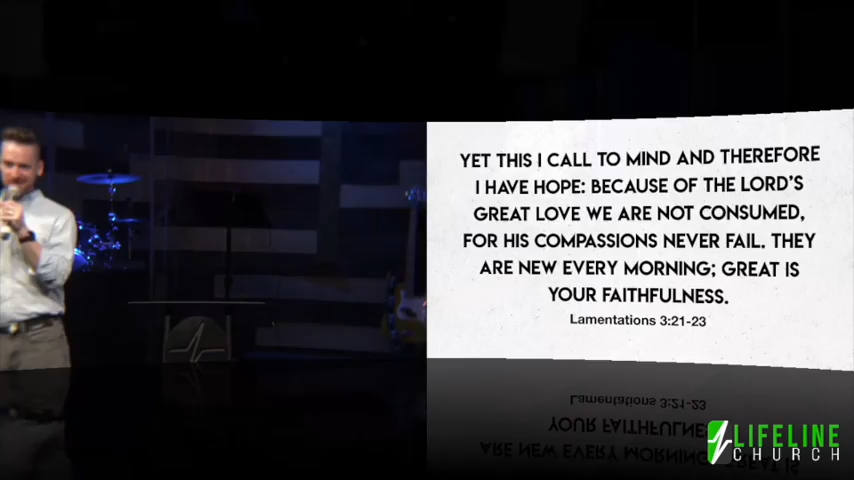 YET THIS I CALL TO MIND AND THEREFORE
I HAVE HOPE: BECAUSE OF THE LORD'S
GREAT LOVE WE ARE NOT CONSUMED,
FOR HIS COMPASSIONS NEVER FAIL. THEY
ARE NEW EVERY MORNING; GREAT IS
YOUR FAITHFULNESS.
Lamentations 3:21-23
LIFELINE
CHURCH